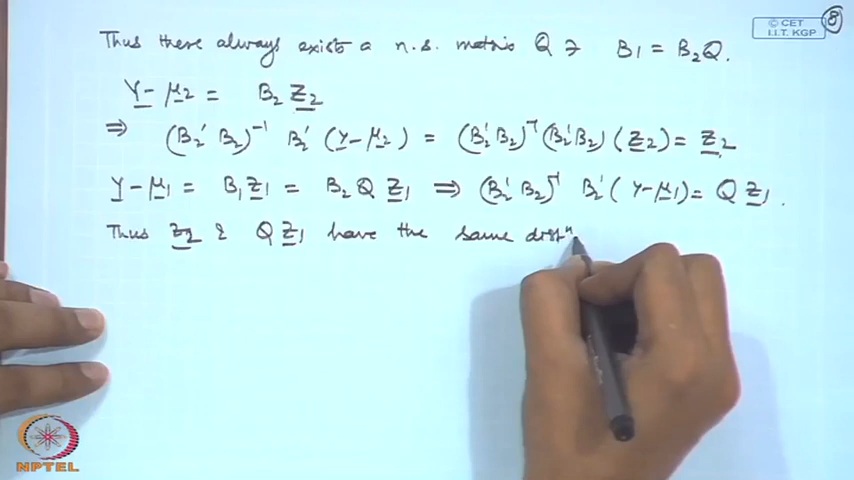 Thus there always exists a n.s. matrix Q ∋ B₁ = B₂Q.
© CET
I.I.T. KGP
8
Y - μ₂ = B₂ Z₂
⇒ (B₂' B₂)⁻¹ B₂' (Y - μ₂) = (B₂' B₂)⁻¹ (B₂' B₂) (Z₂) = Z₂
Y - μ₁ = B₁ Z₁ = B₂ Q Z₁ ⇒ (B₂' B₂)⁻¹ B₂' (Y - μ₁) = Q Z₁.
Thus Z₂ & Q Z₁ have the same distⁿ
NPTEL